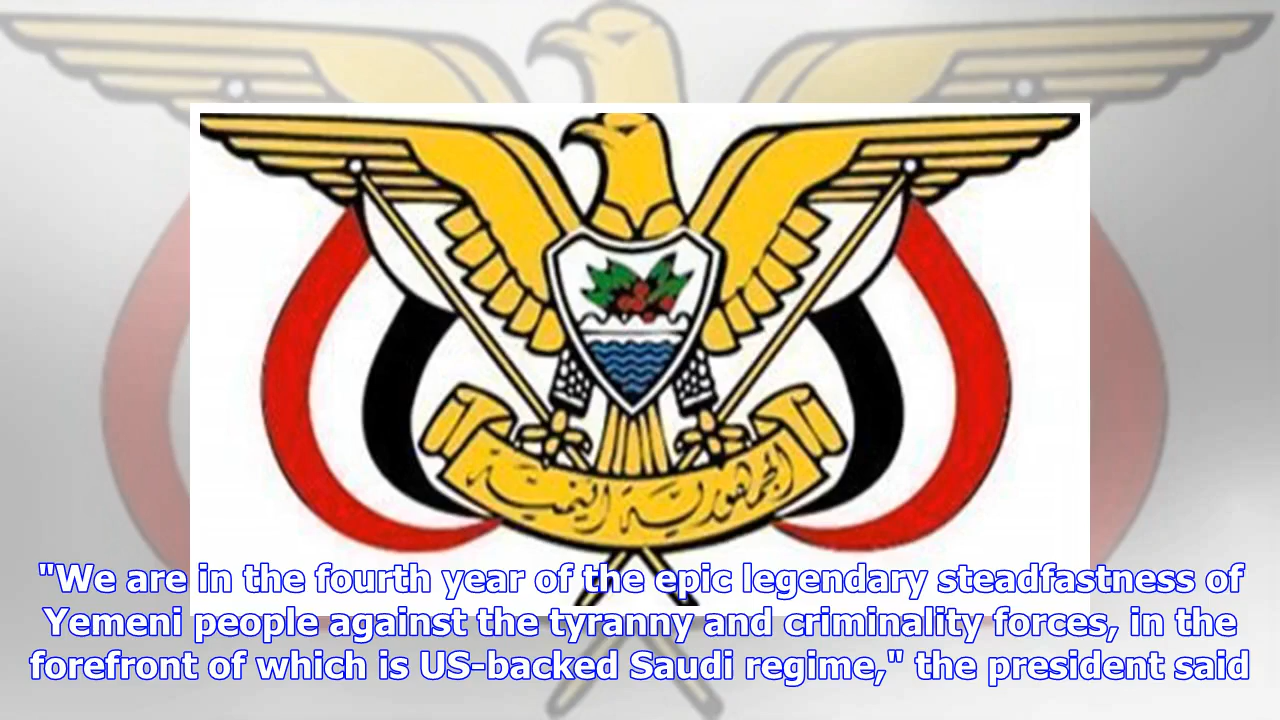 الجمهورية اليمنية
"We are in the fourth year of the epic legendary steadfastness of
Yemeni people against the tyranny and criminality forces, in the
forefront of which is US-backed Saudi regime," the president said